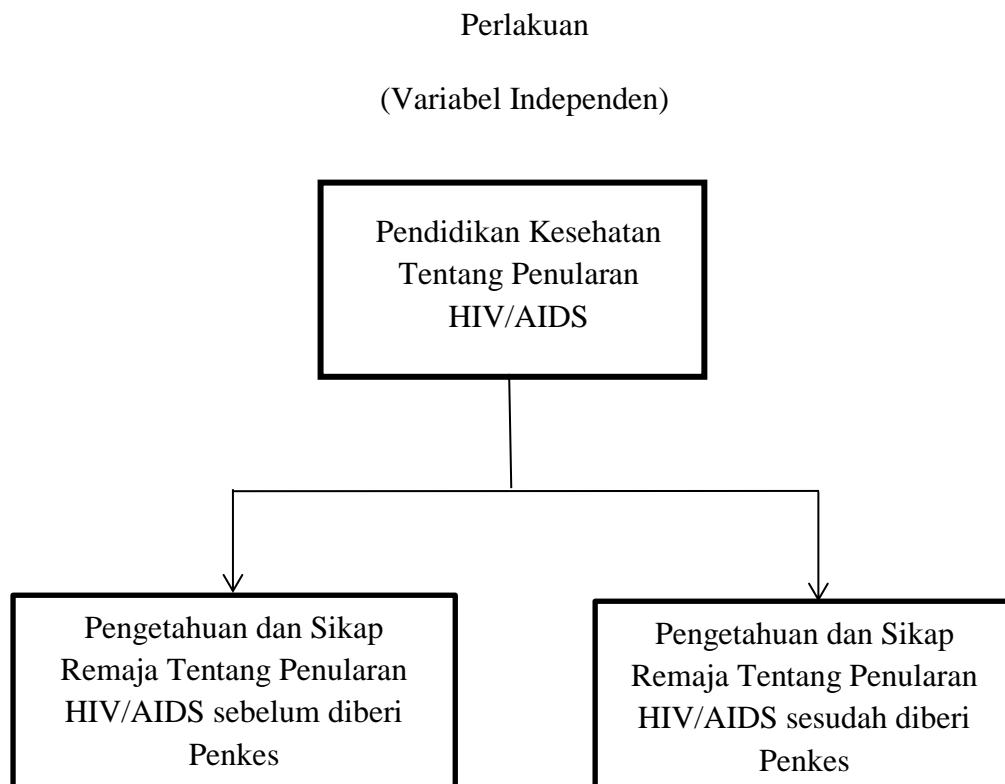 Perlakuan
(Variabel Independen)
Pendidikan Kesehatan
Tentang Penularan
HIV/AIDS
Pengetahuan dan Sikap
Remaja Tentang Penularan
HIV/AIDS sebelum diberi
Penkes
Pengetahuan dan Sikap
Remaja Tentang Penularan
HIV/AIDS sesudah diberi
Penkes